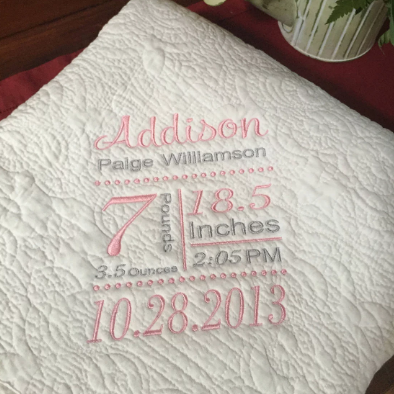 Addison
Paige Williamson
7 Pounds
3.5 Ounces
18.5
Inches
2:05 PM
10.28.2013